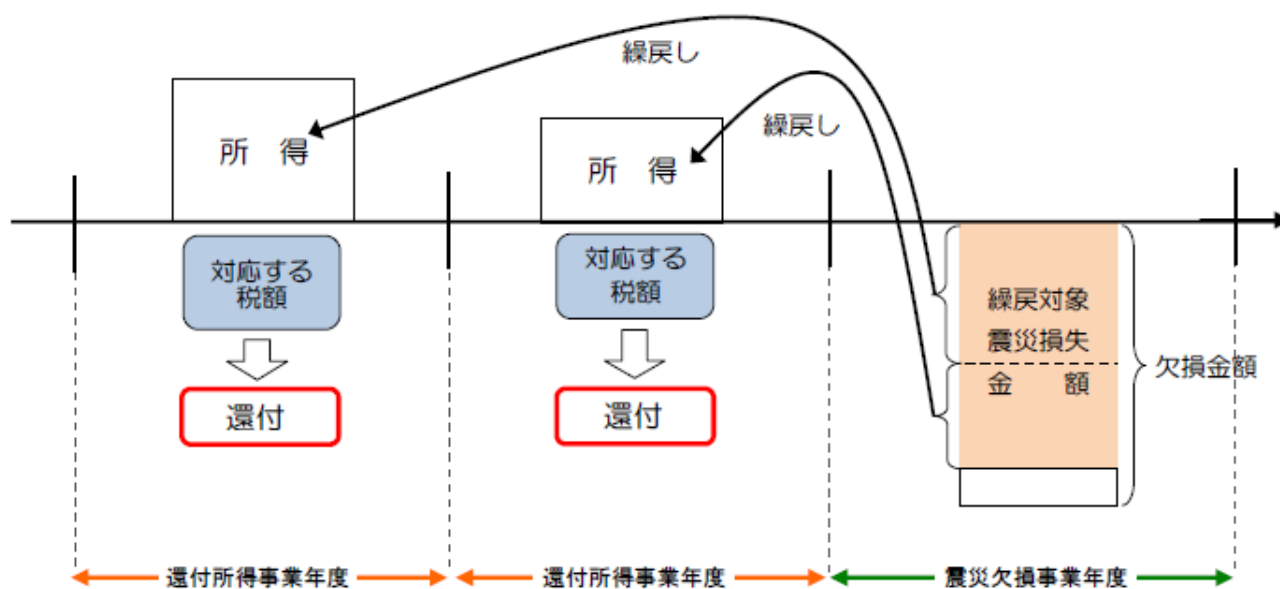 繰戻し
繰戻し
所　得
所　得
対応する
税額
対応する
税額
還付
還付
繰戻対象
震災損失
金　　額
欠損金額
還付所得事業年度
還付所得事業年度
震災欠損事業年度